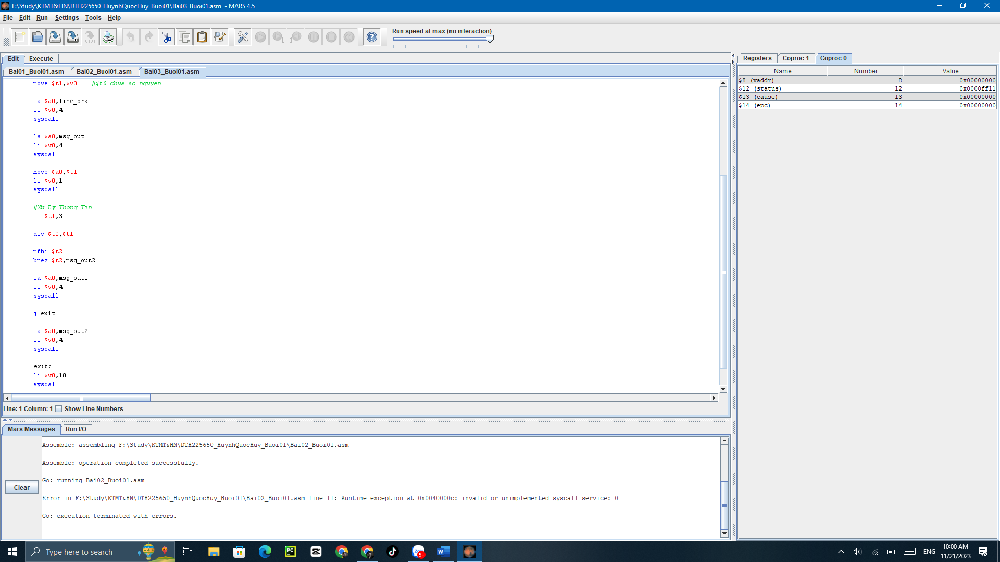 F:\Study\KTMT&HN\DTH225650_HuynhQuocHuy_Buoi01\Bai03_Buoi01.asm - MARS 4.5
File Edit Run Settings Tools Help
Run speed at max (no interaction)
Edit Execute
Bai01_Buoi01.asm Bai02_Buoi01.asm Bai03_Buoi01.asm
move $t1,$v0 #$t0 chua so nguyen
la $a0,line_brk
li $v0,4
syscall
la $a0,msg_out
li $v0,4
syscall
move $a0,$t1
li $v0,1
syscall
#Xu Ly Thong Tin
li $t1,3
div $t0,$t1
mfhi $t2
bnez $t2,msg_out2
la $a0,msg_out1
li $v0,4
syscall
j exit
la $a0,msg_out2
li $v0,4
syscall
exit:
li $v0,10
syscall
Line: 1 Column: 1 Show Line Numbers
Mars Messages Run I/O
Assemble: assembling F:\Study\KTMT&HN\DTH225650_HuynhQuocHuy_Buoi01\Bai02_Buoi01.asm
Assemble: operation completed successfully.
Go: running Bai02_Buoi01.asm
Error in F:\Study\KTMT&HN\DTH225650_HuynhQuocHuy_Buoi01\Bai02_Buoi01.asm line 11: Runtime exception at 0x0040000c: invalid or unimplemented syscall service: 0
Go: execution terminated with errors.
Clear
Registers Coproc 1 Coproc 0
Name Number Value
$8 (vaddr) 8 0x00000000
$12 (status) 12 0x0000ff11
$13 (cause) 13 0x00000000
$14 (epc) 14 0x00000000
Type here to search
PC
Zalo
5+
W
ENG
10:00 AM
11/21/2023